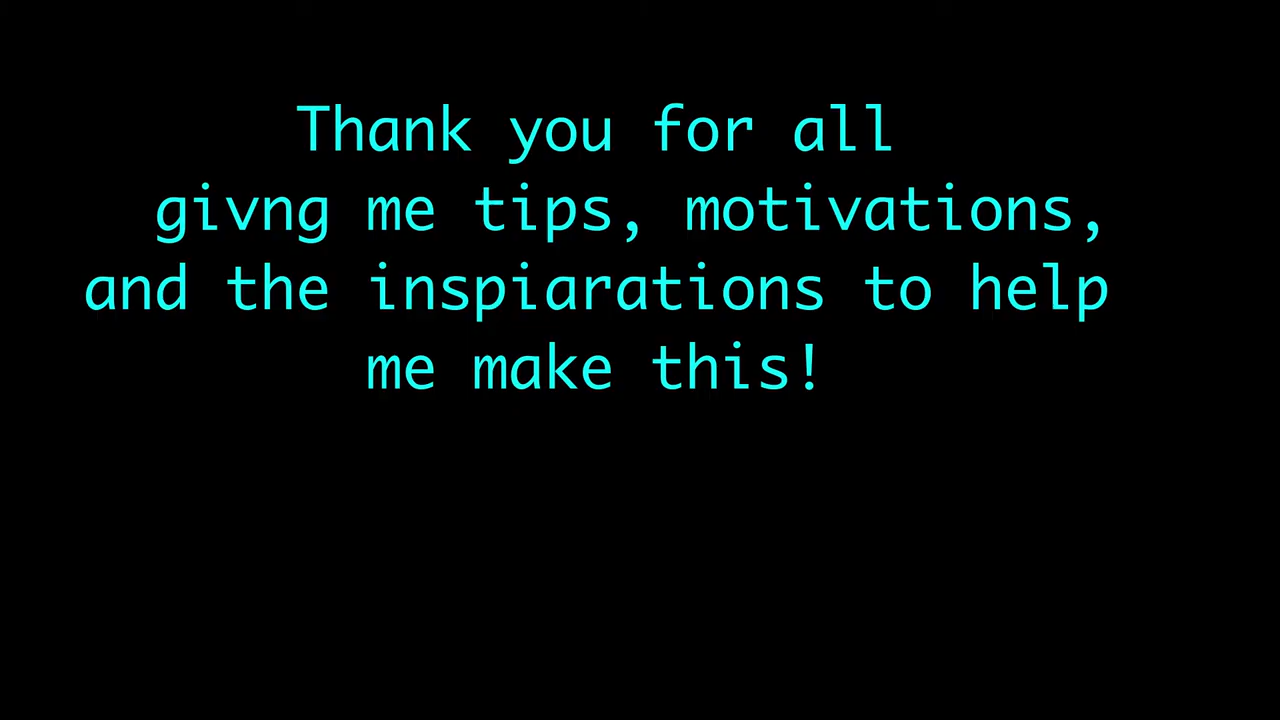 Thank you for all
givng me tips, motivations,
and the inspiarations to help
me make this!